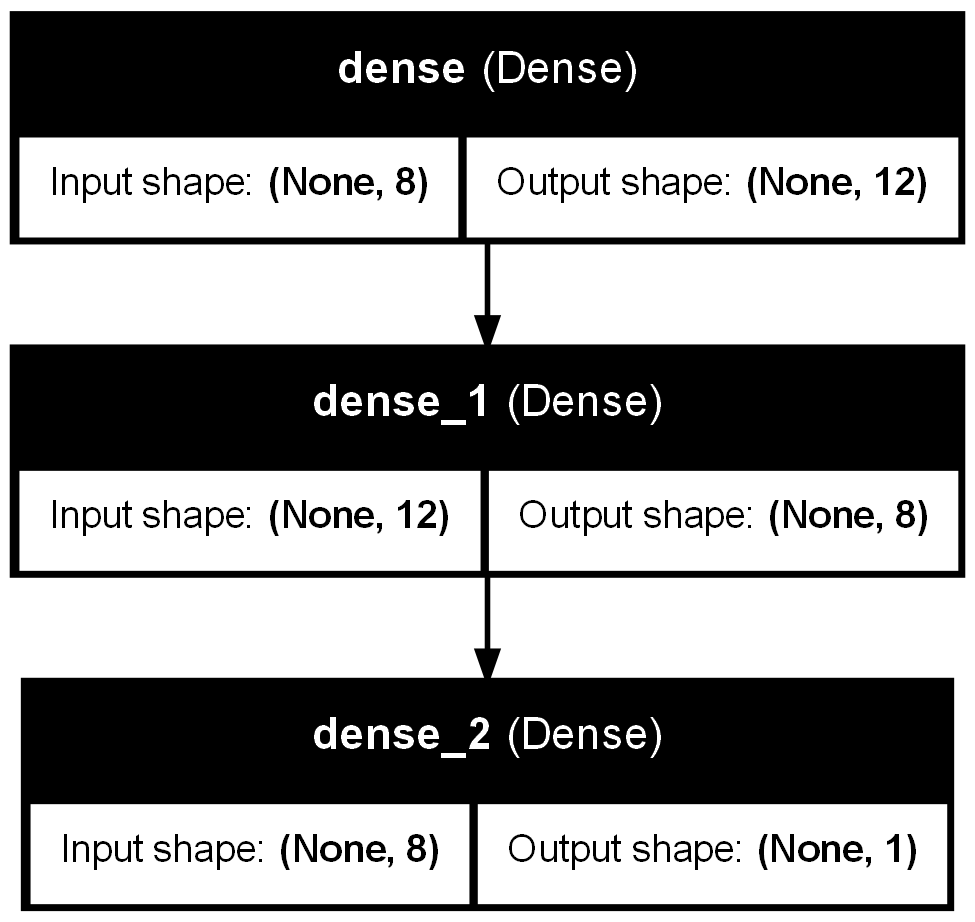 dense (Dense)
Input shape: (None, 8) Output shape: (None, 12)
dense_1 (Dense)
Input shape: (None, 12) Output shape: (None, 8)
dense_2 (Dense)
Input shape: (None, 8) Output shape: (None, 1)